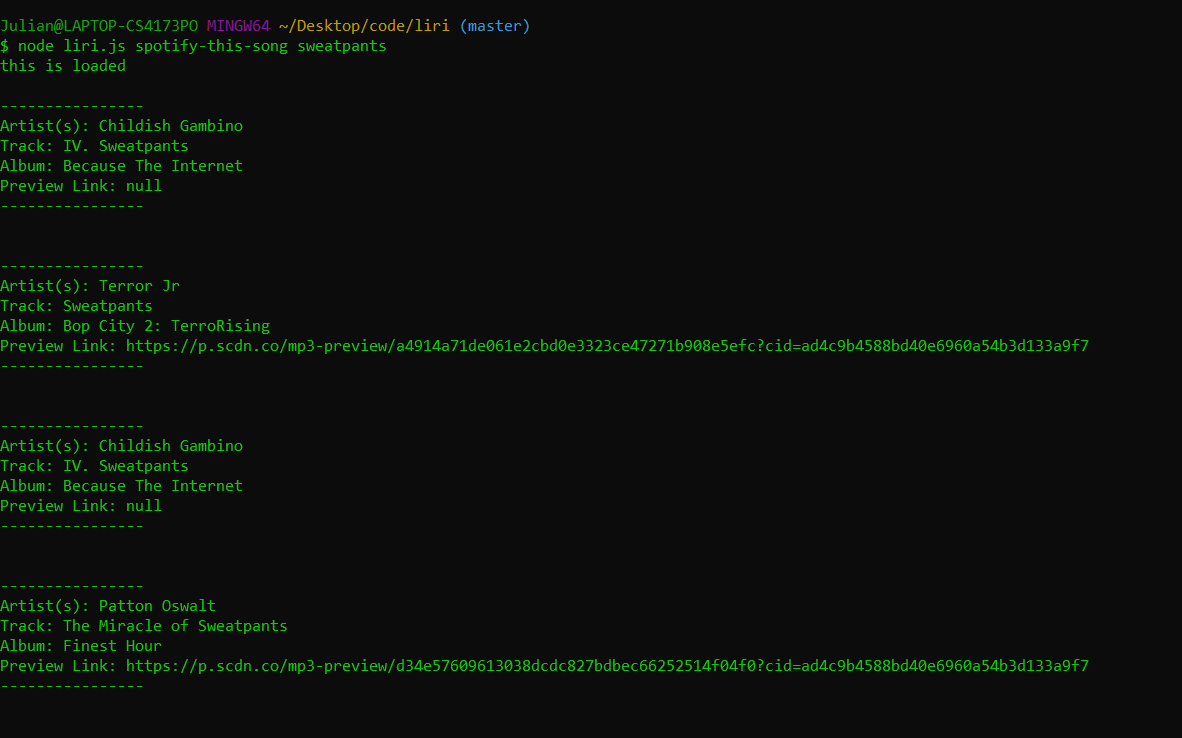 Julian@LAPTOP-CS4173PO MINGW64 ~/Desktop/code/liri (master)
$ node liri.js spotify-this-song sweatpants
this is loaded
----------------
Artist(s): Childish Gambino
Track: IV. Sweatpants
Album: Because The Internet
Preview Link: null
----------------
----------------
Artist(s): Terror Jr
Track: Sweatpants
Album: Bop City 2: TerroRising
Preview Link: https://p.scdn.co/mp3-preview/a4914a71de061e2cbd0e3323ce47271b908e5efc?cid=ad4c9b4588bd40e6960a54b3d133a9f7
----------------
----------------
Artist(s): Childish Gambino
Track: IV. Sweatpants
Album: Because The Internet
Preview Link: null
----------------
----------------
Artist(s): Patton Oswalt
Track: The Miracle of Sweatpants
Album: Finest Hour
Preview Link: https://p.scdn.co/mp3-preview/d34e57609613038dcdc827bdbec66252514f04f0?cid=ad4c9b4588bd40e6960a54b3d133a9f7
----------------